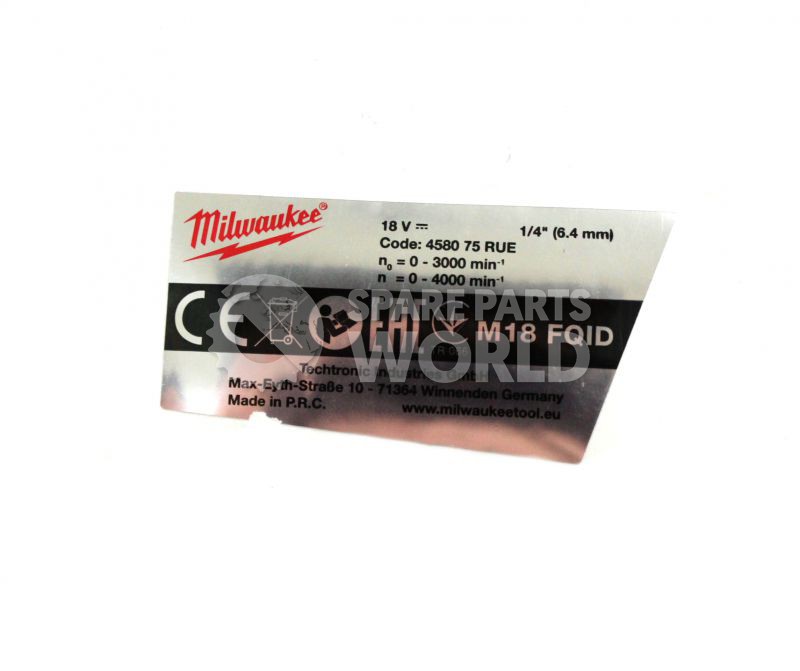 Milwaukee®
18 V ⎓
1/4" (6.4 mm)
Code: 4580 75 RUE
n₀ = 0 - 3000 min⁻¹
n = 0 - 4000 min⁻¹
CE
EAC
M18 FQID
SPARE PARTS
WORLD
Techtronic Industries GmbH
Max-Eyth-Straße 10 - 71364 Winnenden Germany
Made in P.R.C.
www.milwaukeetool.eu